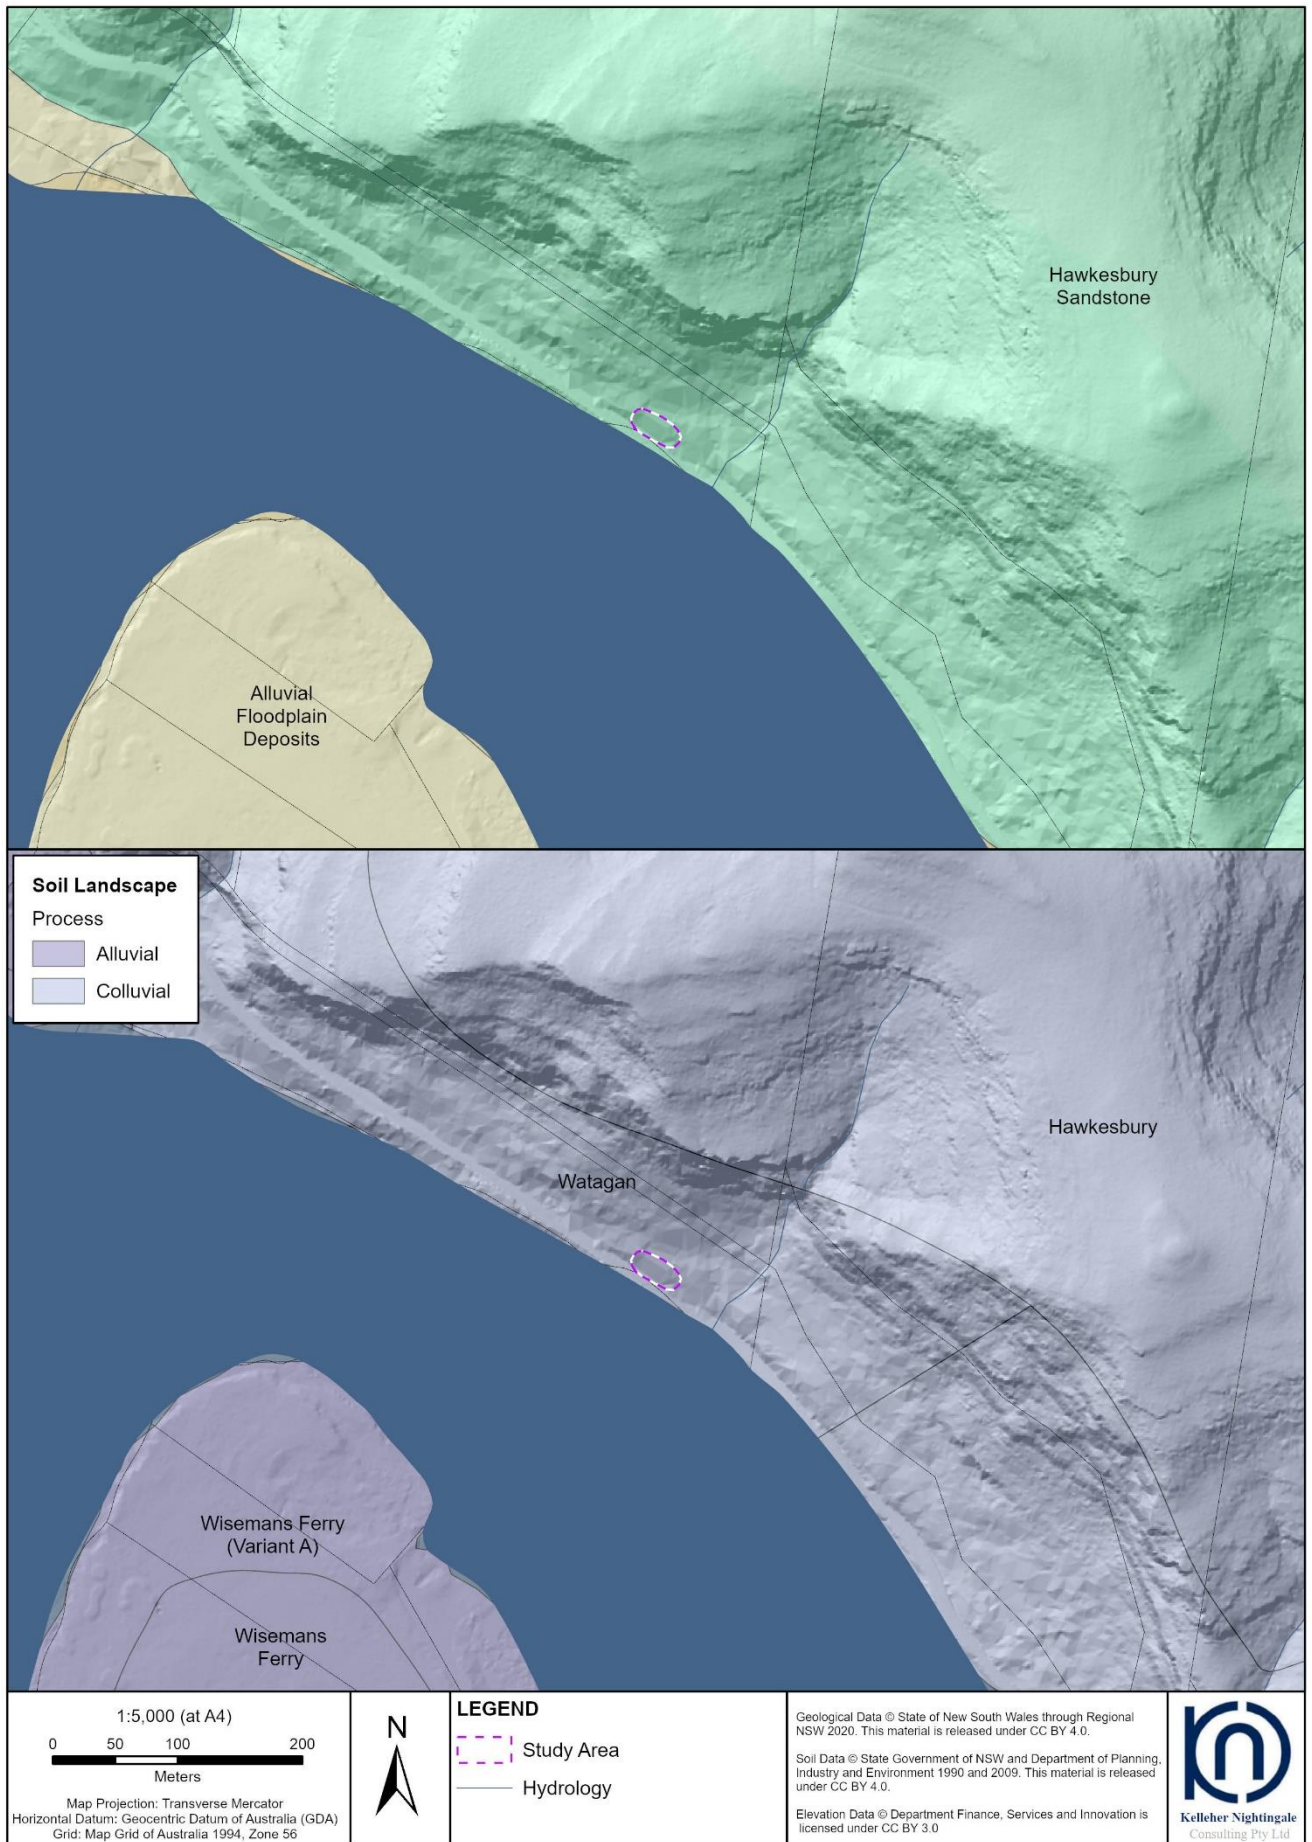 Hawkesbury
Sandstone
Alluvial
Floodplain
Deposits
Soil Landscape
Process
Alluvial
Colluvial
Hawkesbury
Watagan
Wisemans Ferry
(Variant A)
Wisemans
Ferry
1:5,000 (at A4)
0 50 100 200
Meters
Map Projection: Transverse Mercator
Horizontal Datum: Geocentric Datum of Australia (GDA)
Grid: Map Grid of Australia 1994, Zone 56
N
LEGEND
Study Area
Hydrology
Geological Data © State of New South Wales through Regional
NSW 2020. This material is released under CC BY 4.0.
Soil Data © State Government of NSW and Department of Planning,
Industry and Environment 1990 and 2009. This material is released
under CC BY 4.0.
Elevation Data © Department Finance, Services and Innovation is
licensed under CC BY 3.0
Kelleher Nightingale
Consulting Pty Ltd